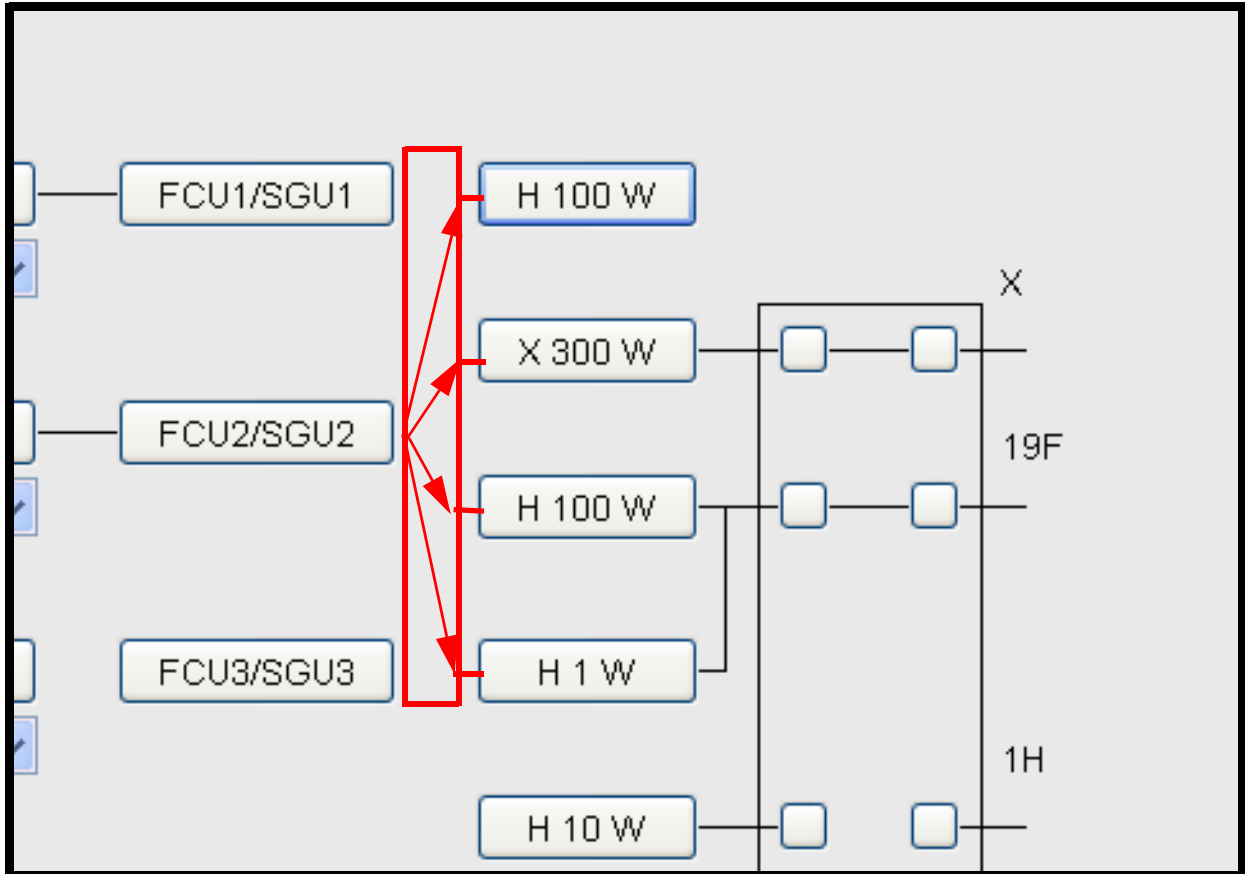 FCU1/SGU1
H 100 W
X
X 300 W
FCU2/SGU2
19F
H 100 W
FCU3/SGU3
H 1 W
1H
H 10 W